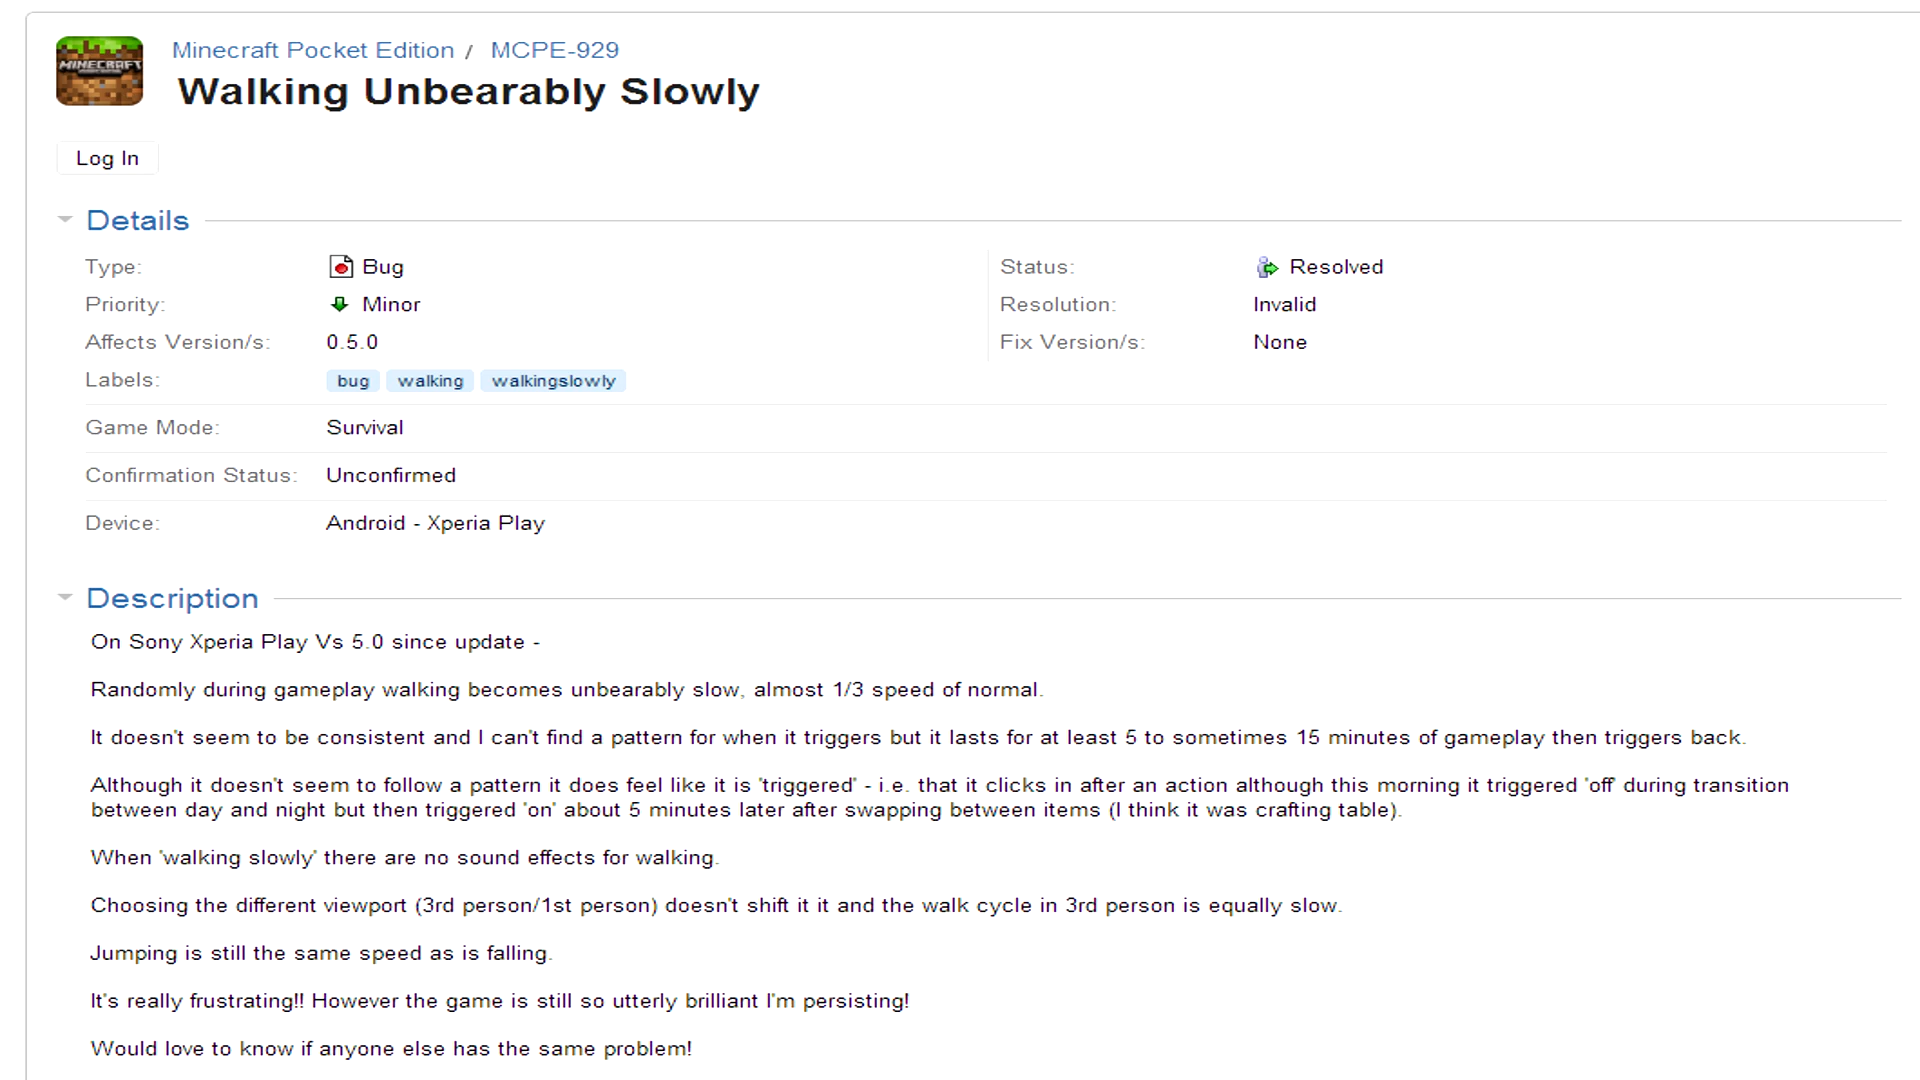 MINECRAFT
Minecraft Pocket Edition / MCPE-929
Walking Unbearably Slowly
Log In
Details
Type: Bug
Status: Resolved
Priority: Minor
Resolution: Invalid
Affects Version/s: 0.5.0
Fix Version/s: None
Labels: bug walking walkingslowly
Game Mode: Survival
Confirmation Status: Unconfirmed
Device: Android - Xperia Play
Description
On Sony Xperia Play Vs 5.0 since update -
Randomly during gameplay walking becomes unbearably slow, almost 1/3 speed of normal.
It doesn't seem to be consistent and I can't find a pattern for when it triggers but it lasts for at least 5 to sometimes 15 minutes of gameplay then triggers back.
Although it doesn't seem to follow a pattern it does feel like it is 'triggered' - i.e. that it clicks in after an action although this morning it triggered 'off' during transition
between day and night but then triggered 'on' about 5 minutes later after swapping between items (I think it was crafting table).
When 'walking slowly' there are no sound effects for walking.
Choosing the different viewport (3rd person/1st person) doesn't shift it it and the walk cycle in 3rd person is equally slow.
Jumping is still the same speed as is falling.
It's really frustrating!! However the game is still so utterly brilliant I'm persisting!
Would love to know if anyone else has the same problem!